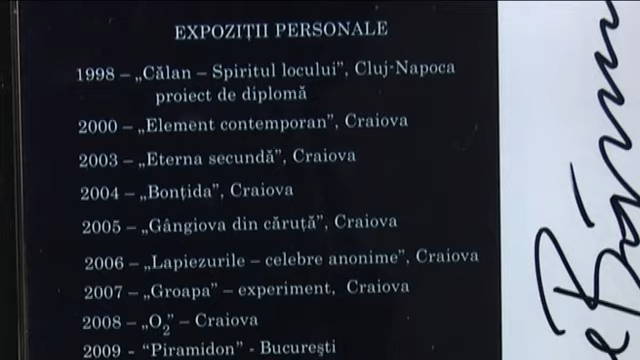 EXPOZIȚII PERSONALE
1998 – „Călan – Spiritul locului”, Cluj-Napoca
proiect de diplomă
2000 – „Element contemporan”, Craiova
2003 – „Eterna secundă”, Craiova
2004 – „Bonțida”, Craiova
2005 – „Gângiova din căruță”, Craiova
2006 – „Lapiezurile – celebre anonime”, Craiova
2007 – „Groapa” – experiment, Craiova
2008 – „O₂” – Craiova
2009 - “Piramidon” - București